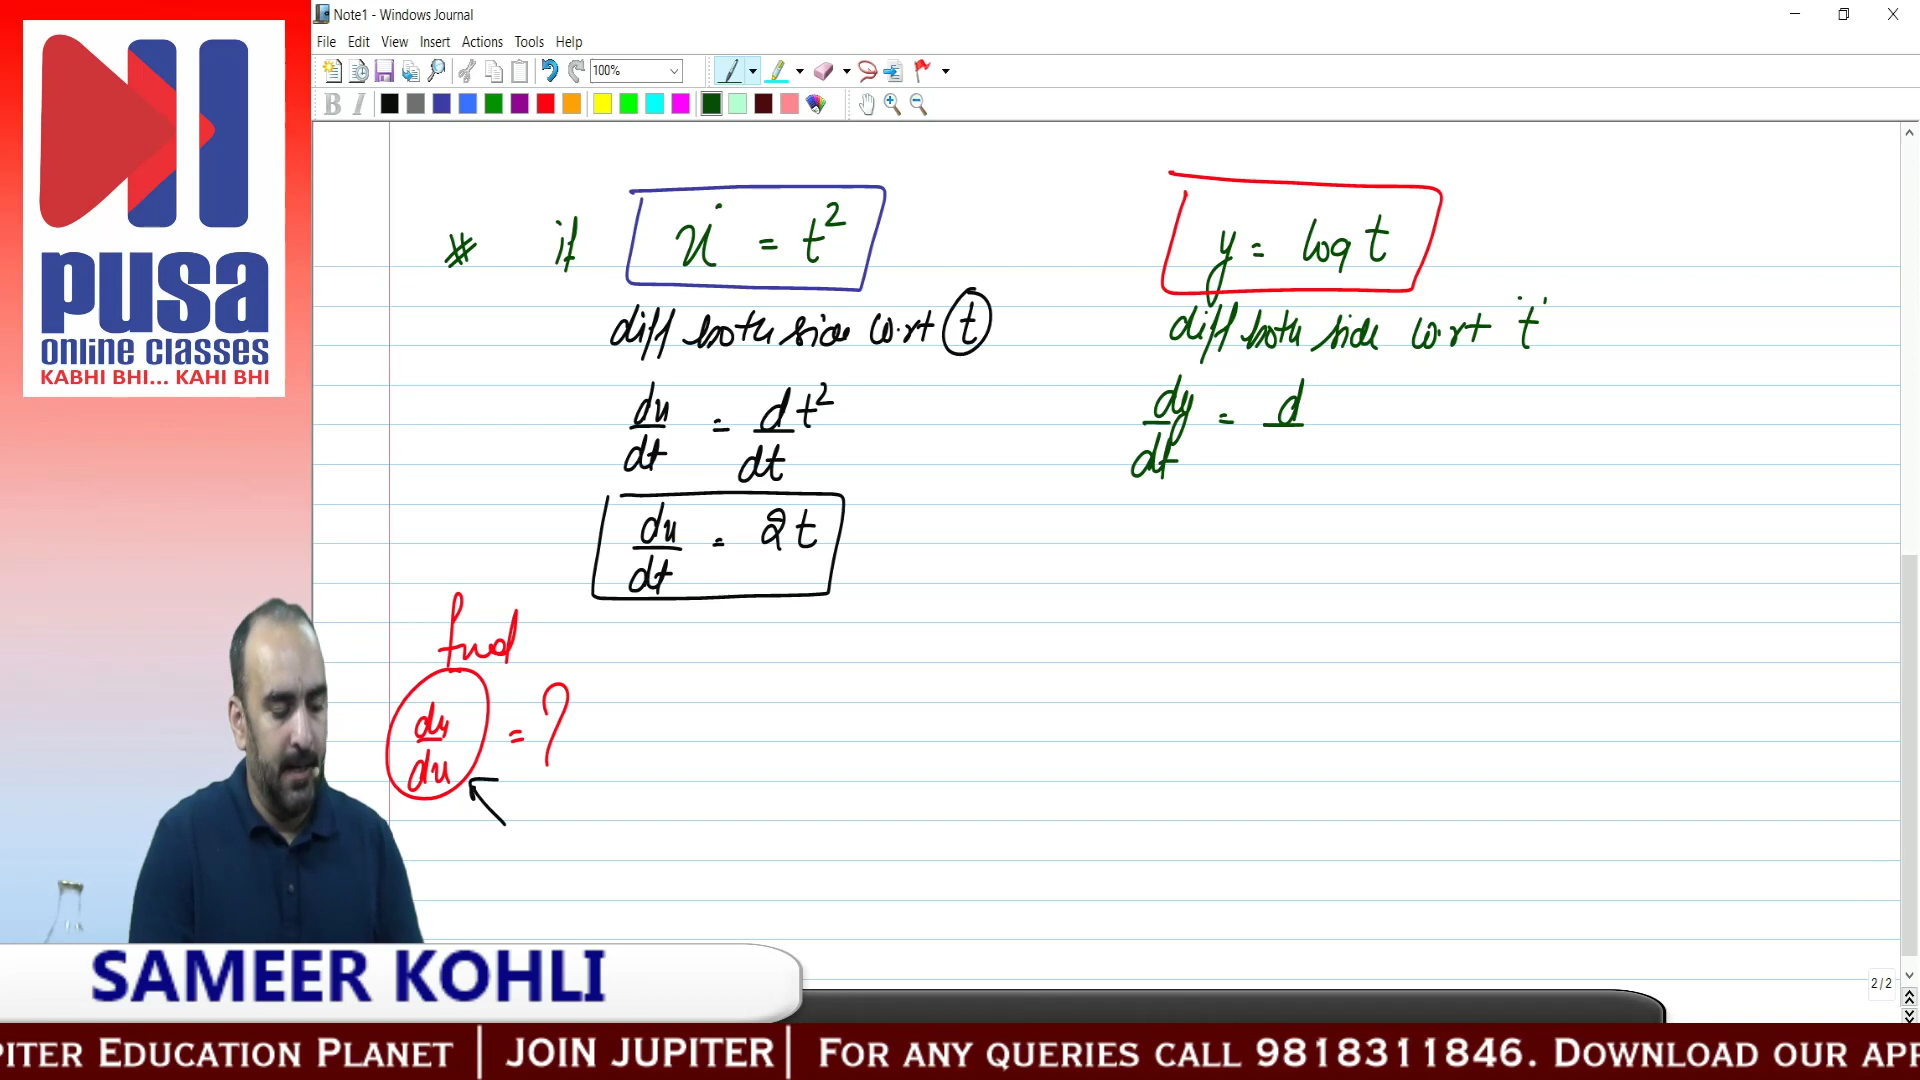 Note1 - Windows Journal
File Edit View Insert Actions Tools Help
100%
B I
PUSA
ONLINE CLASSES
KABHI BHI... KAHI BHI
* if x = t²
y = log t
diff both side w.r.t t
diff both side w.r.t 't'
dx/dt = d/dt t²
dy/dt = d
dx/dt = 2t
find
dy/dx = ?
2/2
SAMEER KOHLI
PITER EDUCATION PLANET | JOIN JUPITER | FOR ANY QUERIES CALL 9818311846. DOWNLOAD OUR APP